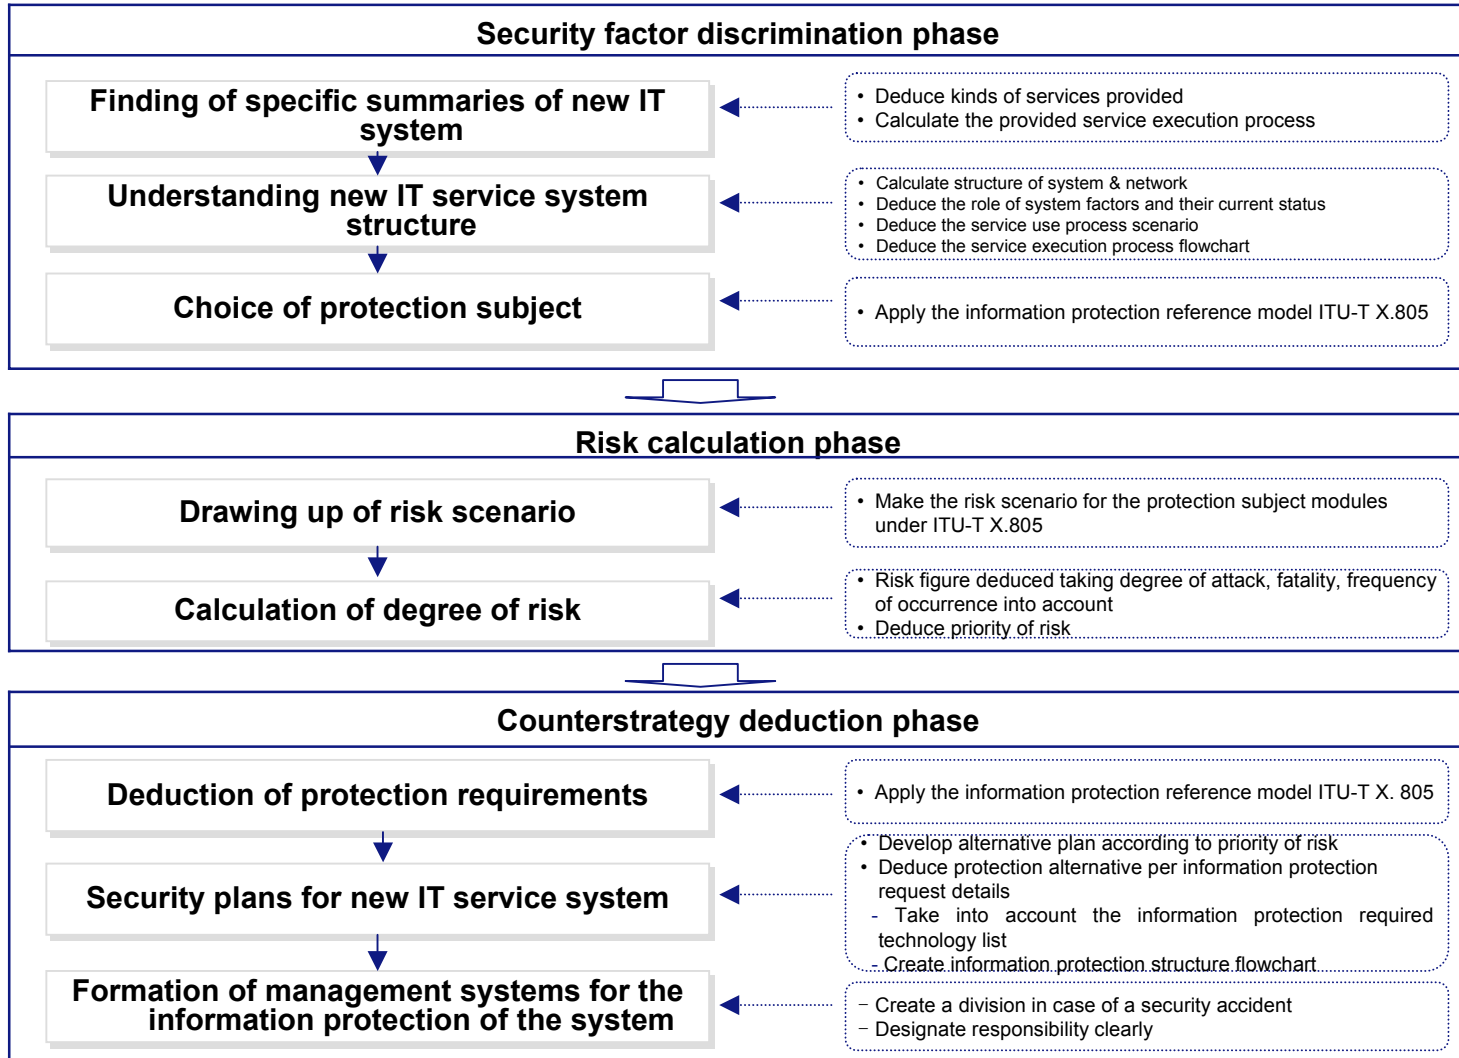 Security factor discrimination phase
Finding of specific summaries of new IT
system
• Deduce kinds of services provided
• Calculate the provided service execution process
Understanding new IT service system
structure
• Calculate structure of system & network
• Deduce the role of system factors and their current status
• Deduce the service use process scenario
• Deduce the service execution process flowchart
Choice of protection subject
• Apply the information protection reference model ITU-T X.805
Risk calculation phase
Drawing up of risk scenario
• Make the risk scenario for the protection subject modules
under ITU-T X.805
Calculation of degree of risk
• Risk figure deduced taking degree of attack, fatality, frequency
of occurrence into account
• Deduce priority of risk
Counterstrategy deduction phase
Deduction of protection requirements
• Apply the information protection reference model ITU-T X. 805
Security plans for new IT service system
• Develop alternative plan according to priority of risk
• Deduce protection alternative per information protection
request details
- Take into account the information protection required
technology list
- Create information protection structure flowchart
Formation of management systems for the
information protection of the system
− Create a division in case of a security accident
− Designate responsibility clearly